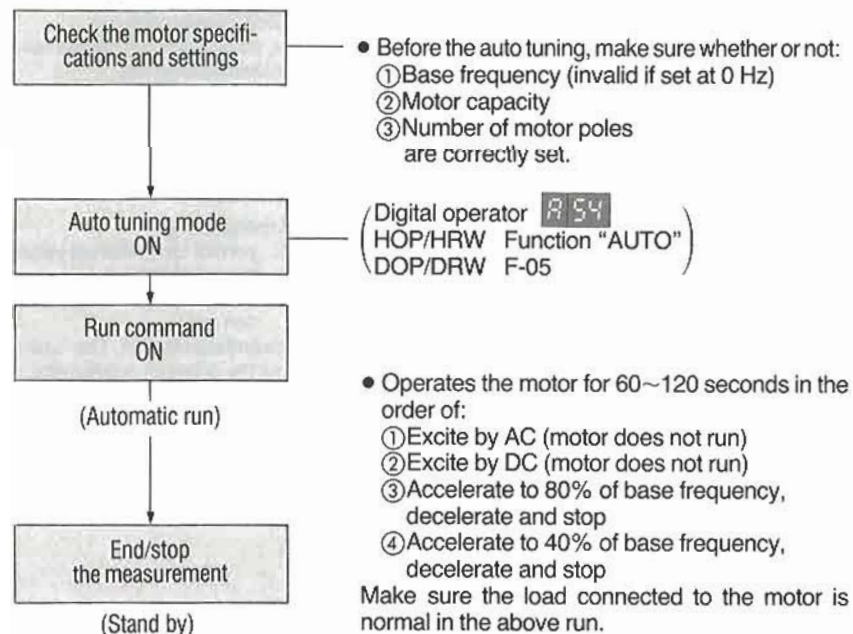 Check the motor specifi-
cations and settings
● Before the auto tuning, make sure whether or not:
①Base frequency (invalid if set at 0 Hz)
②Motor capacity
③Number of motor poles
are correctly set.
Auto tuning mode
ON
Digital operator A 54
HOP/HRW Function “AUTO”
DOP/DRW F-05
Run command
ON
(Automatic run)
● Operates the motor for 60~120 seconds in the
order of:
①Excite by AC (motor does not run)
②Excite by DC (motor does not run)
③Accelerate to 80% of base frequency,
decelerate and stop
④Accelerate to 40% of base frequency,
decelerate and stop
Make sure the load connected to the motor is
normal in the above run.
End/stop
the measurement
(Stand by)